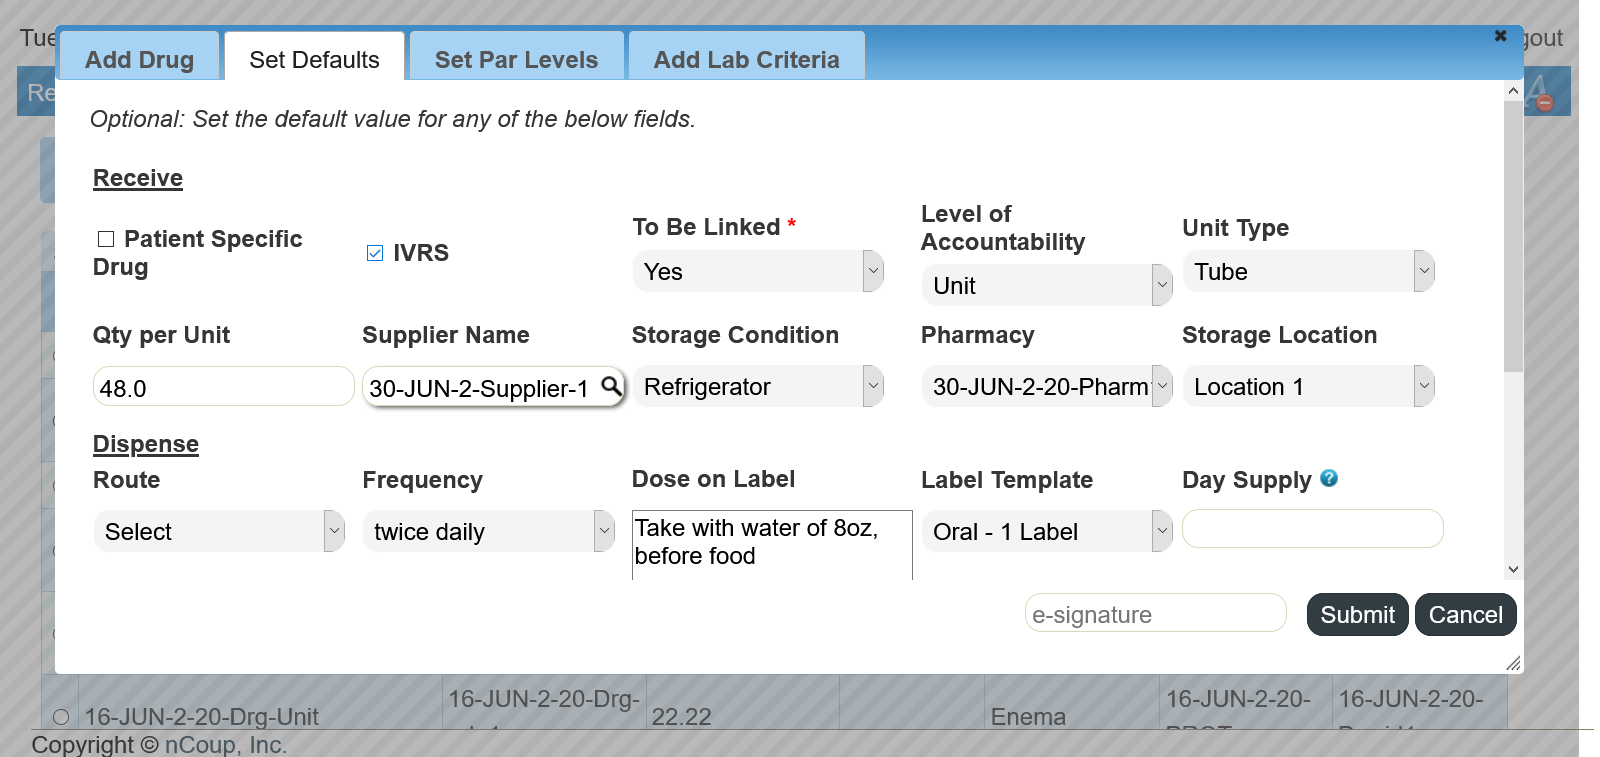 Tue
gout
Add Drug
Set Defaults
Set Par Levels
Add Lab Criteria
Re
Optional: Set the default value for any of the below fields.
Receive
Patient Specific
Drug
IVRS
To Be Linked *
Yes
Level of
Accountability
Unit
Unit Type
Tube
Qty per Unit
Supplier Name
Storage Condition
Pharmacy
Storage Location
48.0
30-JUN-2-Supplier-1
Refrigerator
30-JUN-2-20-Pharm
Location 1
Dispense
Route
Frequency
Dose on Label
Label Template
Day Supply
Select
twice daily
Take with water of 8oz,
before food
Oral - 1 Label
e-signature
Submit
Cancel
16-JUN-2-20-Drg-Unit
16-JUN-2-20-Drg-
22.22
Enema
16-JUN-2-20-
16-JUN-2-20-
Copyright © nCoup, Inc.